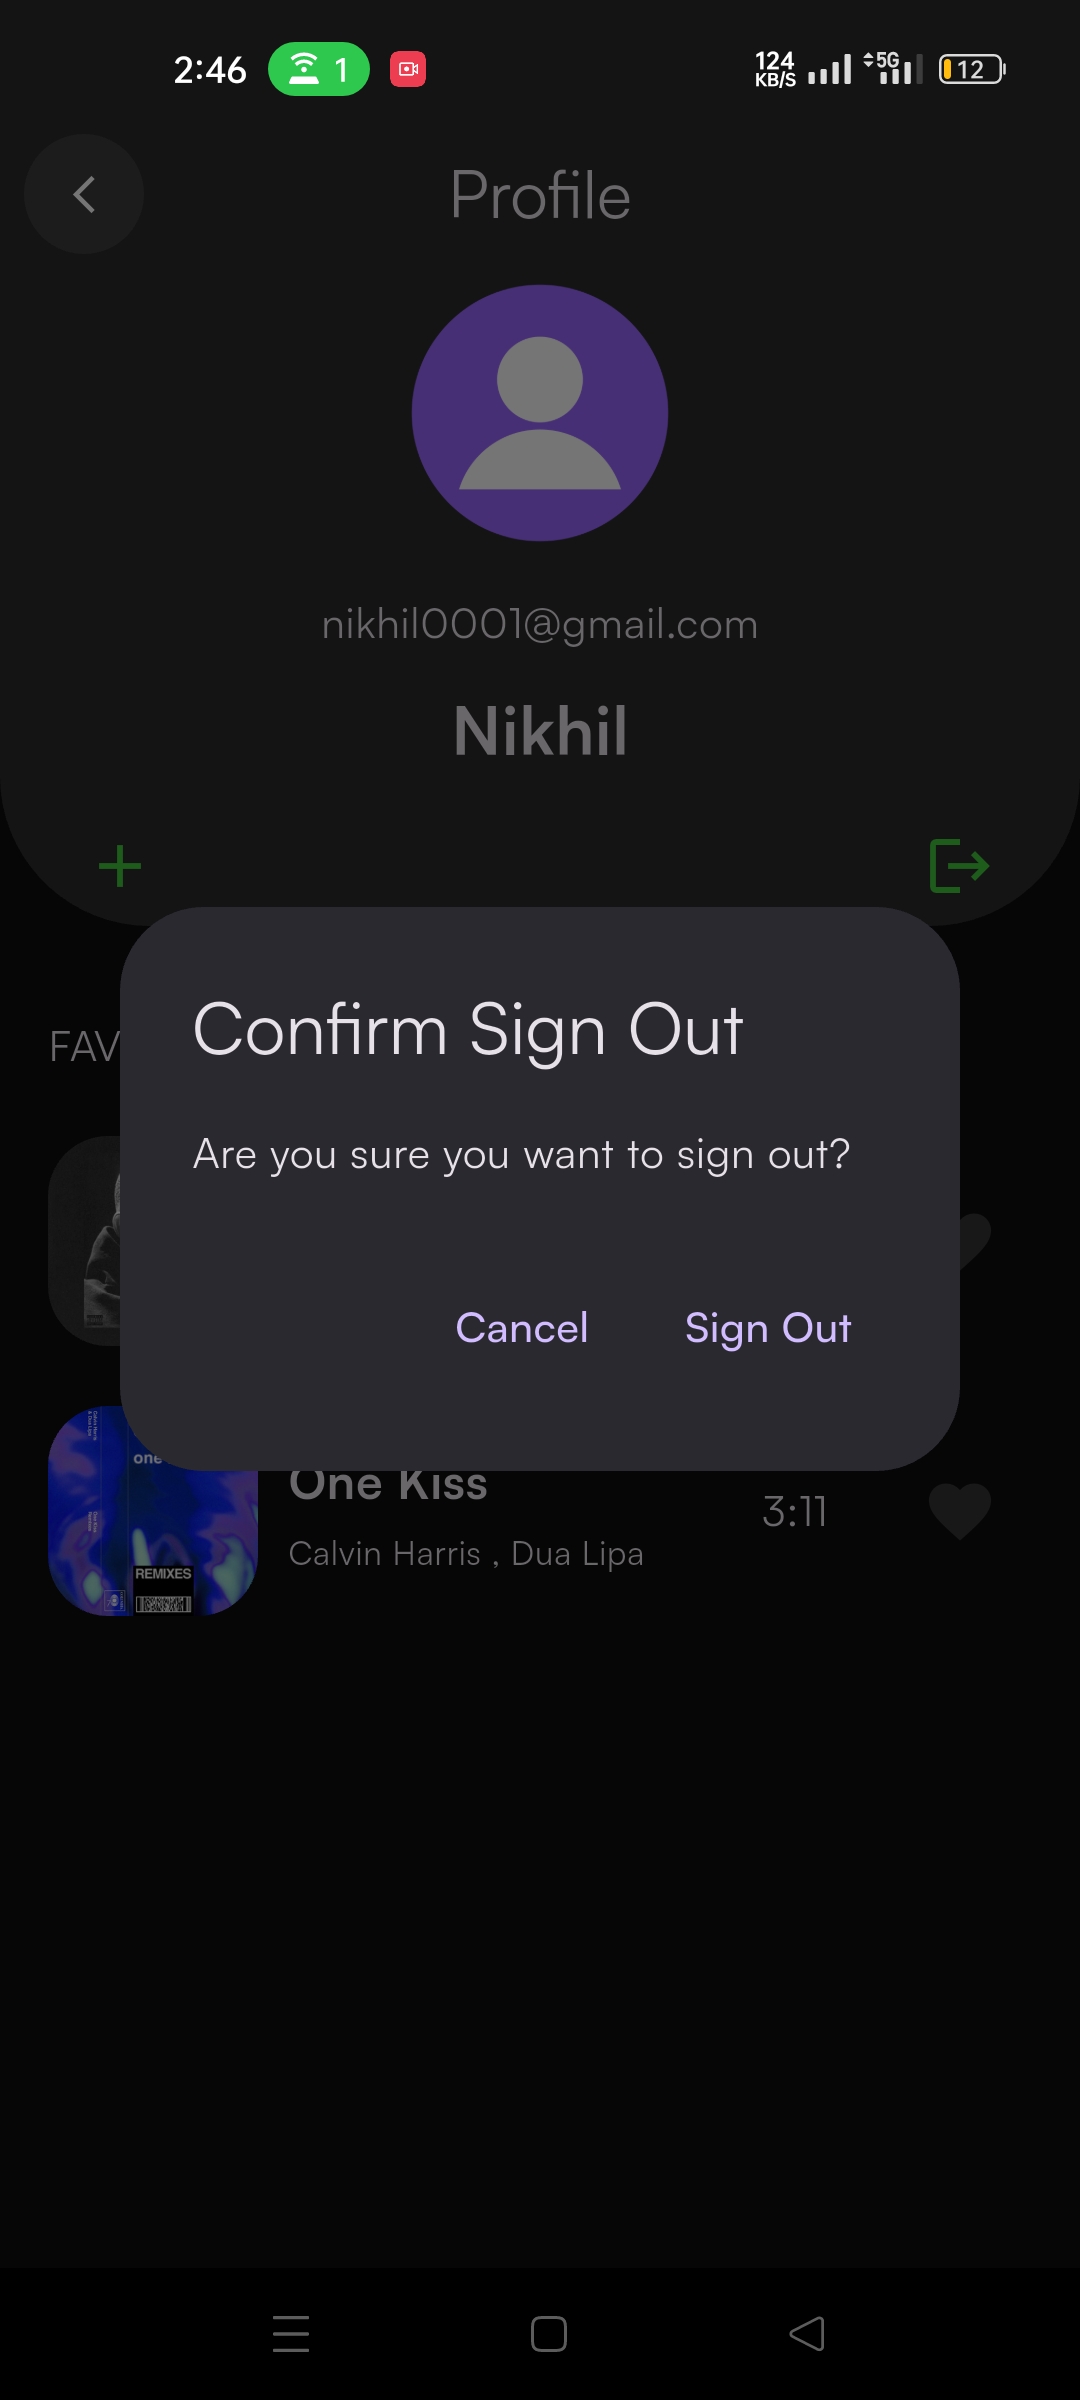 2:46
1
124
KB/S
5G
12
Profile
nikhil0001@gmail.com
Nikhil
FAV
Confirm Sign Out
Are you sure you want to sign out?
Cancel
Sign Out
one
REMIXES
One Kiss
Calvin Harris , Dua Lipa
3:11